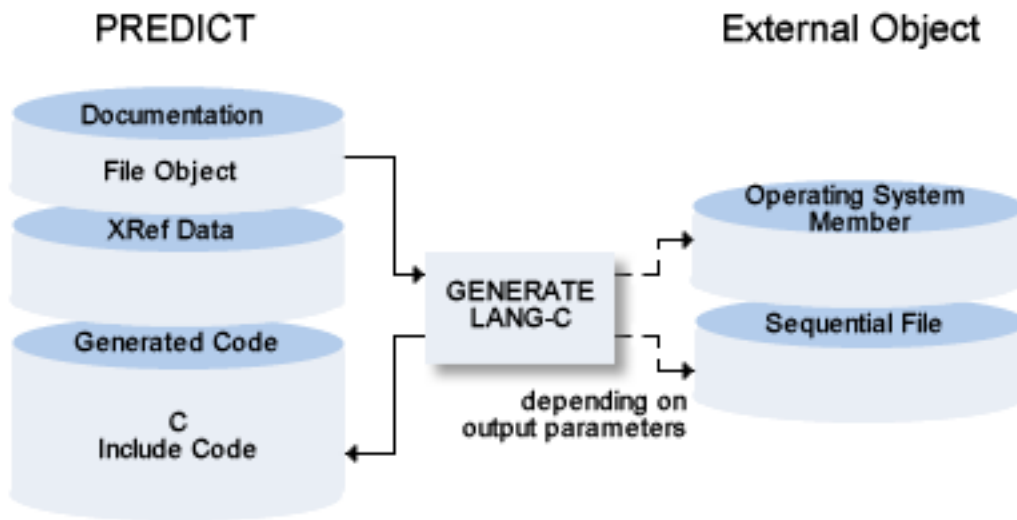 PREDICT
External Object
Documentation
File Object
XRef Data
Generated Code
C
Include Code
GENERATE
LANG-C
Operating System
Member
Sequential File
depending on
output parameters